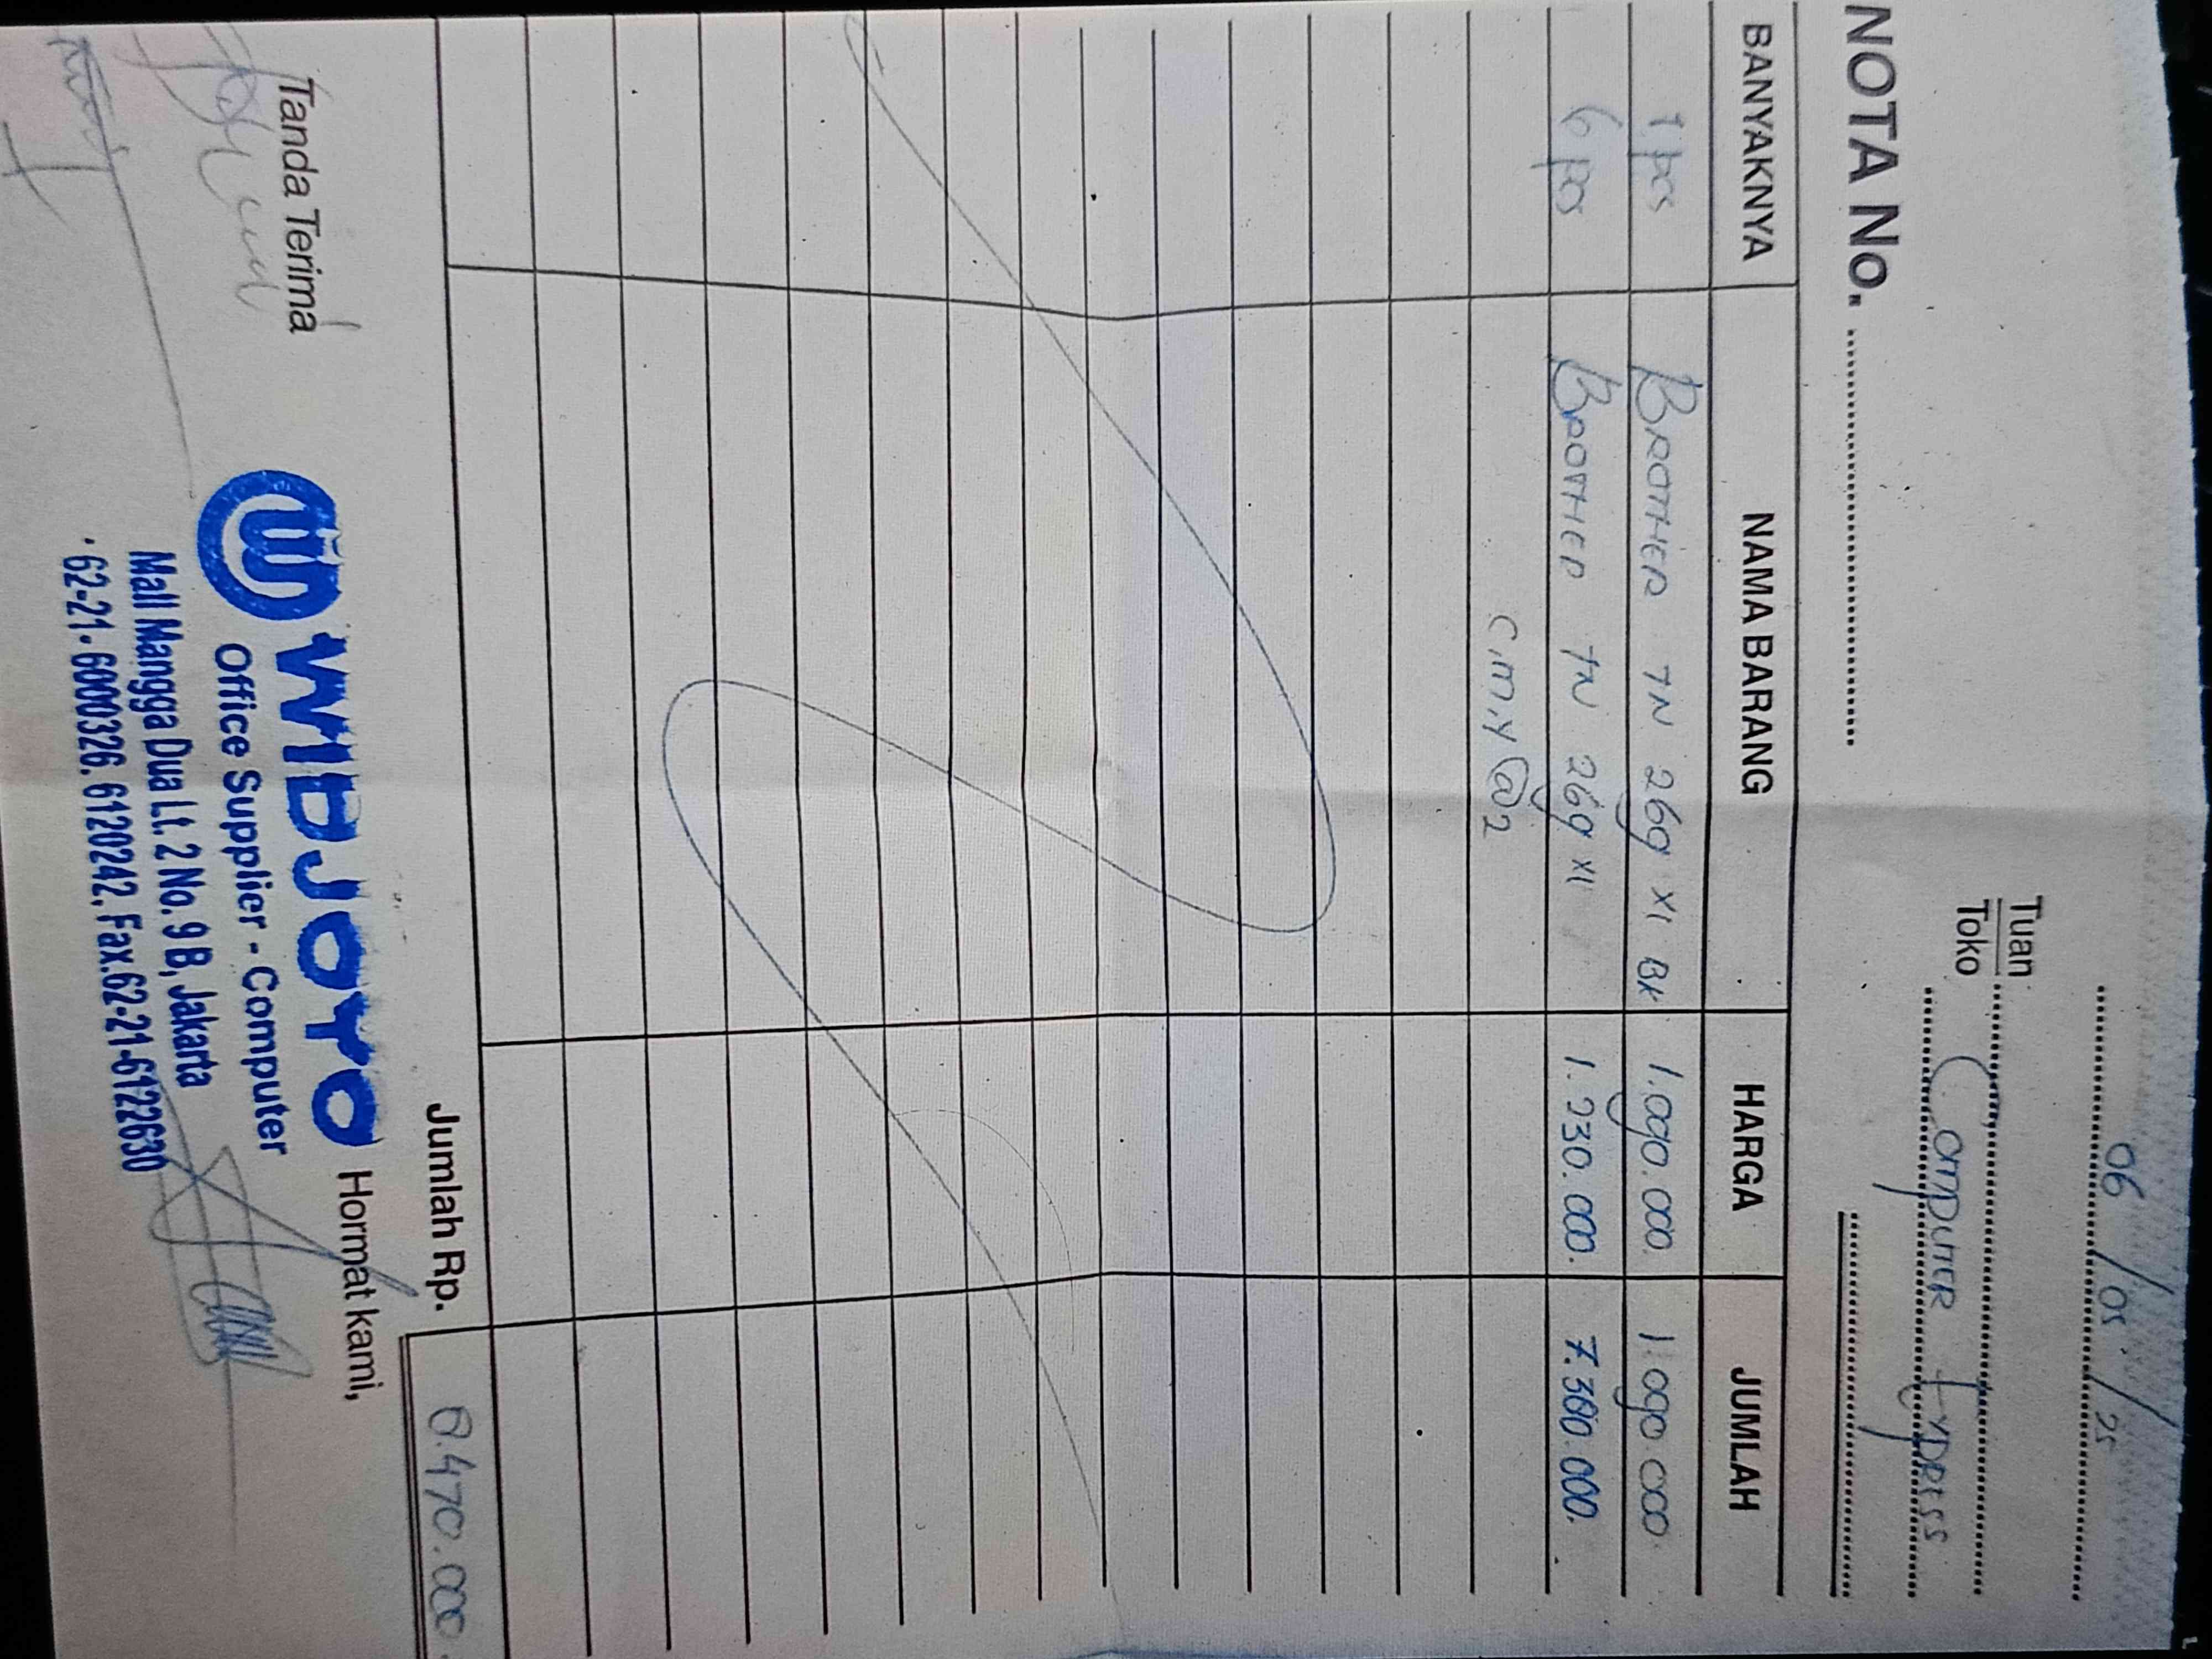 06/05/25
Tuan
Toko Computer Express
NOTA No.
BANYAKNYA NAMA BARANG HARGA JUMLAH
1 pcs BROTHER TN 269 XL BK 1.090.000. 1.090.000
6 pcs BROTHER TN 269 XL 1.230.000. 7.380.000.
C.M.Y @2
Jumlah Rp. 8.470.000.
Tanda Terima Hormat kami,
WIDJOYO
Office Supplier - Computer
Mall Mangga Dua Lt. 2 No. 9 B, Jakarta
62-21-6000326. 6120242. Fax.62-21-6122630